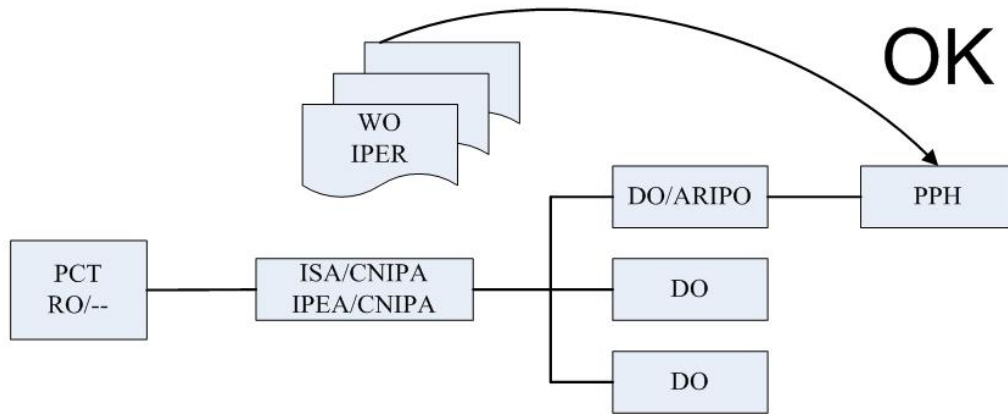 OK
WO
IPER
DO/ARIPO
PPH
PCT
RO/--
ISA/CNIPA
IPEA/CNIPA
DO
DO